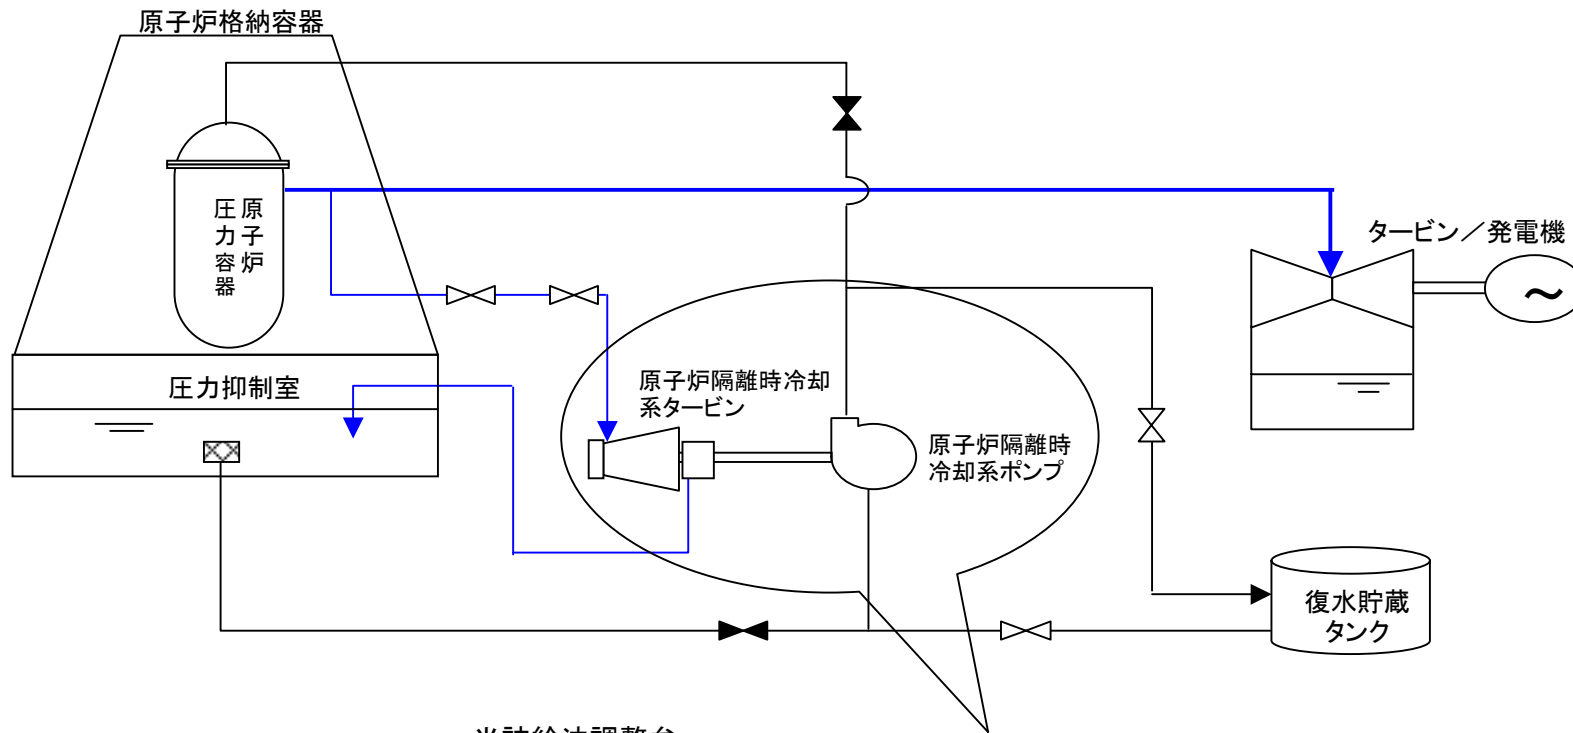 原子炉格納容器
原子炉
圧力容器
タービン／発電機
～
圧力抑制室
原子炉隔離時冷却
系タービン
原子炉隔離時
冷却系ポンプ
復水貯蔵
タンク